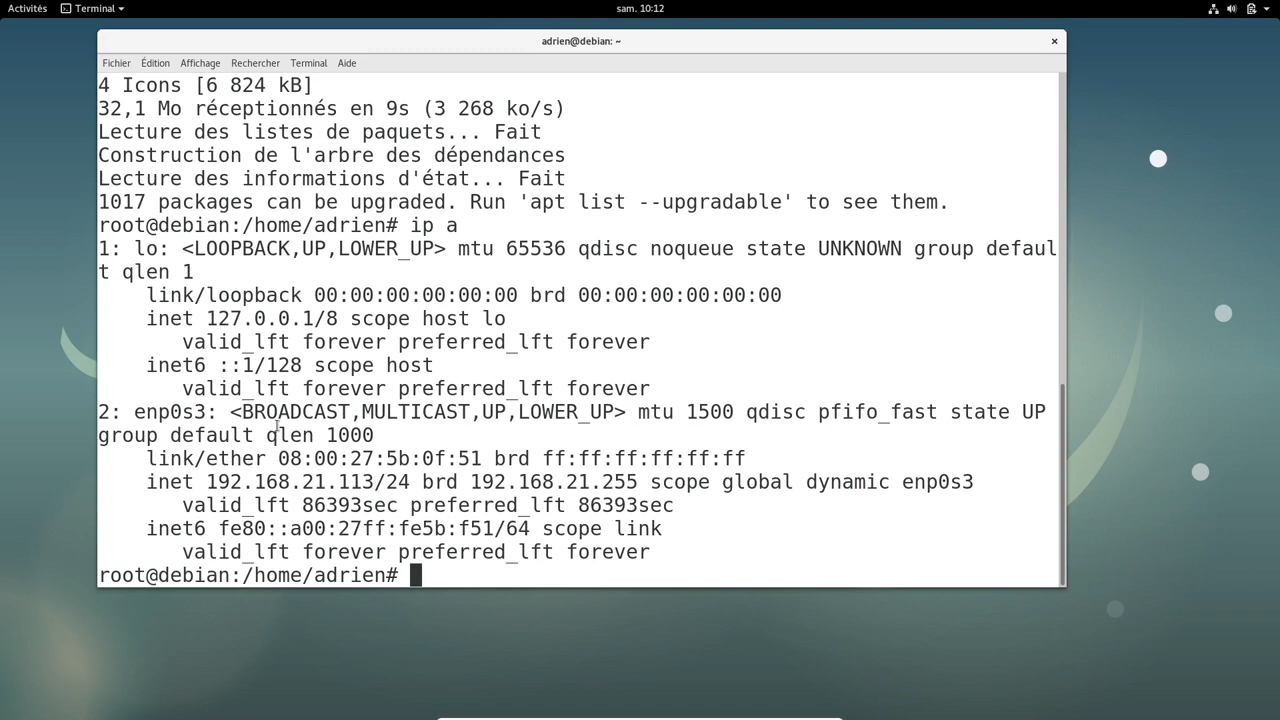 Activités Terminal sam. 10:12
adrien@debian: ~ ×
Fichier Édition Affichage Rechercher Terminal Aide
4 Icons [6 824 kB]
32,1 Mo réceptionnés en 9s (3 268 ko/s)
Lecture des listes de paquets... Fait
Construction de l'arbre des dépendances
Lecture des informations d'état... Fait
1017 packages can be upgraded. Run 'apt list --upgradable' to see them.
root@debian:/home/adrien# ip a
1: lo: <LOOPBACK,UP,LOWER_UP> mtu 65536 qdisc noqueue state UNKNOWN group defaul
t qlen 1
    link/loopback 00:00:00:00:00:00 brd 00:00:00:00:00:00
    inet 127.0.0.1/8 scope host lo
       valid_lft forever preferred_lft forever
    inet6 ::1/128 scope host
       valid_lft forever preferred_lft forever
2: enp0s3: <BROADCAST,MULTICAST,UP,LOWER_UP> mtu 1500 qdisc pfifo_fast state UP
group default qlen 1000
    link/ether 08:00:27:5b:0f:51 brd ff:ff:ff:ff:ff:ff
    inet 192.168.21.113/24 brd 192.168.21.255 scope global dynamic enp0s3
       valid_lft 86393sec preferred_lft 86393sec
    inet6 fe80::a00:27ff:fe5b:f51/64 scope link
       valid_lft forever preferred_lft forever
root@debian:/home/adrien#